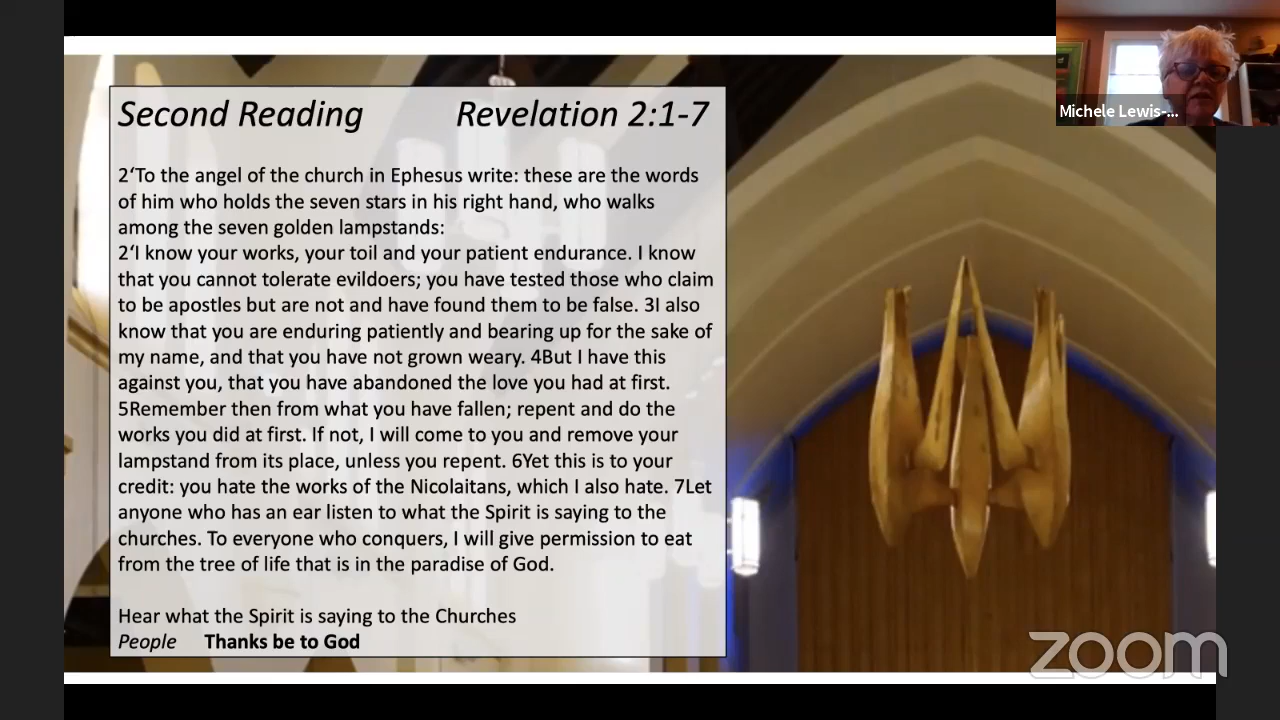 Second Reading Revelation 2:1-7
2‘To the angel of the church in Ephesus write: these are the words
of him who holds the seven stars in his right hand, who walks
among the seven golden lampstands:
2‘I know your works, your toil and your patient endurance. I know
that you cannot tolerate evildoers; you have tested those who claim
to be apostles but are not and have found them to be false. 3I also
know that you are enduring patiently and bearing up for the sake of
my name, and that you have not grown weary. 4But I have this
against you, that you have abandoned the love you had at first.
5Remember then from what you have fallen; repent and do the
works you did at first. If not, I will come to you and remove your
lampstand from its place, unless you repent. 6Yet this is to your
credit: you hate the works of the Nicolaitans, which I also hate. 7Let
anyone who has an ear listen to what the Spirit is saying to the
churches. To everyone who conquers, I will give permission to eat
from the tree of life that is in the paradise of God.
Hear what the Spirit is saying to the Churches
People Thanks be to God
Michele Lewis-...
zoom